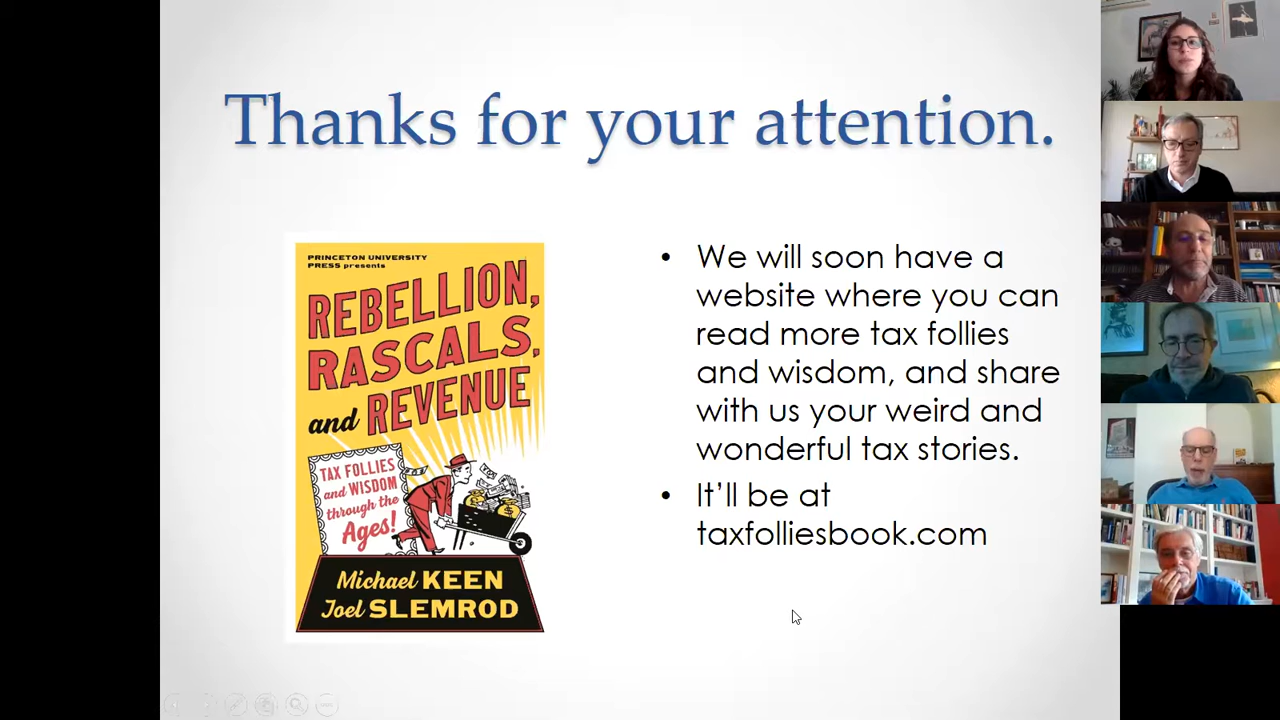 Thanks for your attention.
PRINCETON UNIVERSITY
PRESS presents
REBELLION,
RASCALS,
and REVENUE
TAX FOLLIES
and WISDOM
through the
Ages!
Michael KEEN
Joel SLEMROD
• We will soon have a
website where you can
read more tax follies
and wisdom, and share
with us your weird and
wonderful tax stories.
• It'll be at
taxfolliesbook.com